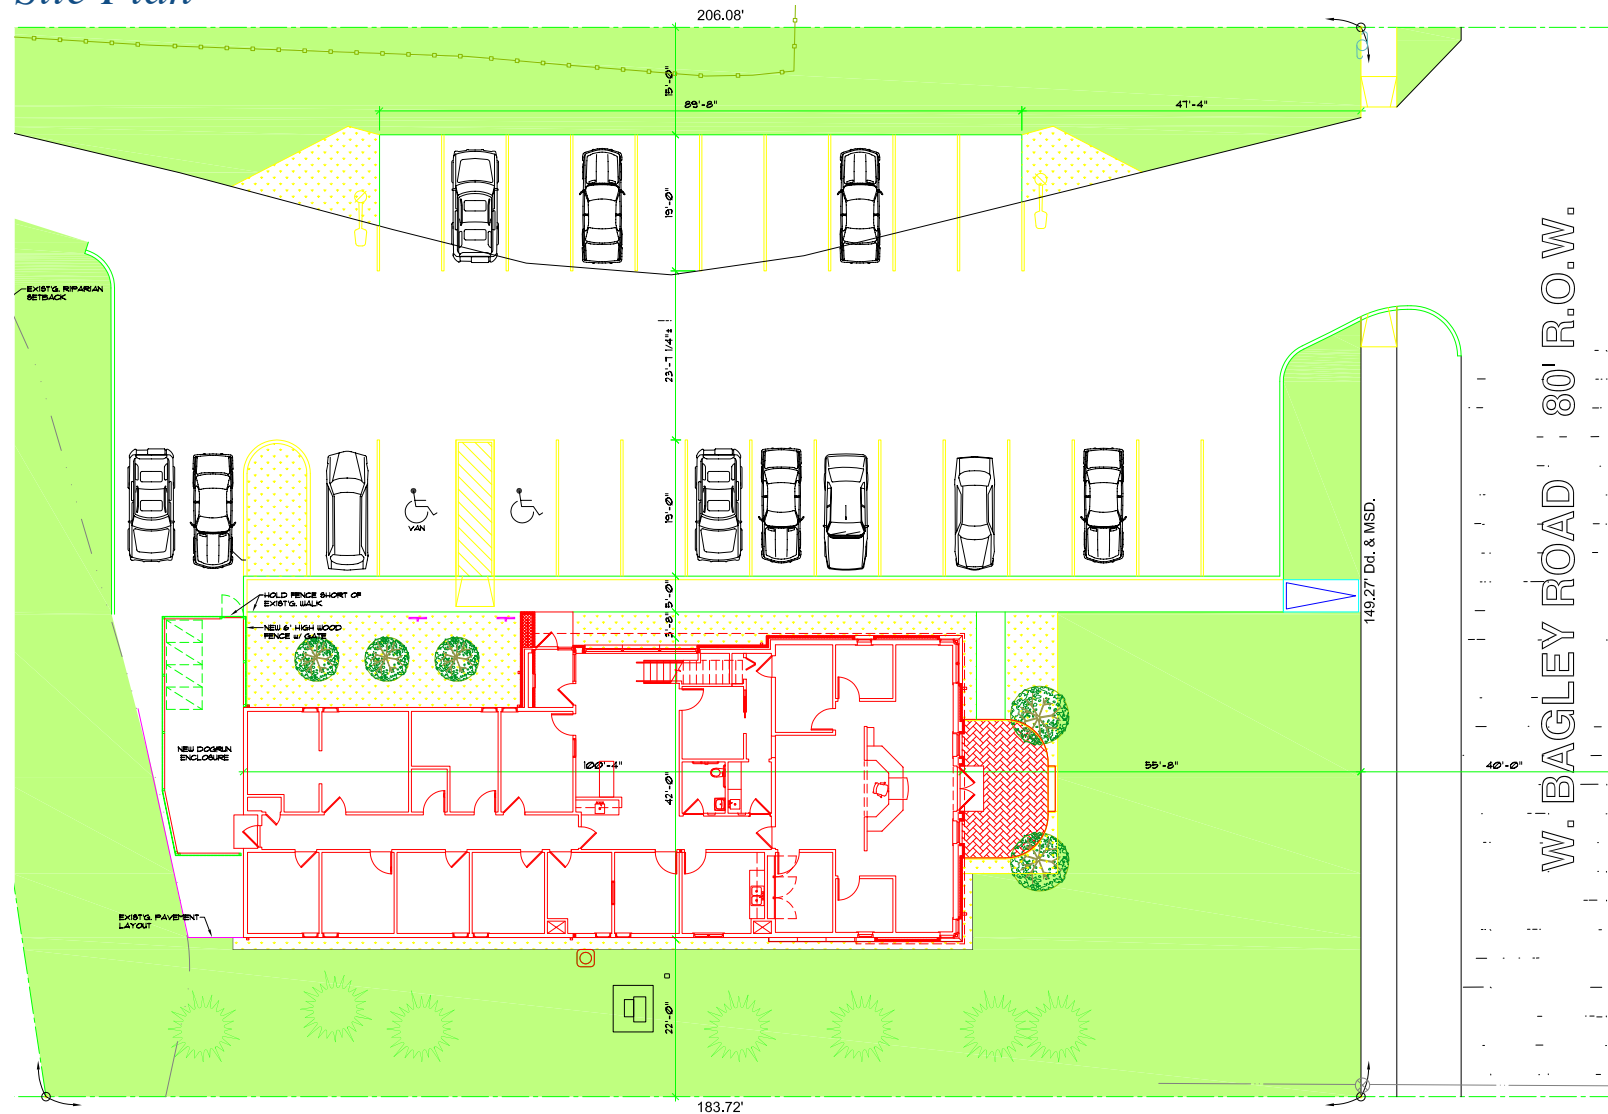 Site Plan
206.08'
15'-0"
89'-8"
47'-4"
19'-0"
EXIST'G. RIPARIAN
SETBACK
23'-7 1/4"±
W. BAGLEY ROAD 80' R.O.W.
VAN
19'-0"
149.27' Dd. & MSD.
HOLD FENCE SHORT OF
EXIST'G. WALK
5'-0"
NEW 6' HIGH WOOD
FENCE w/ GATE
3'-8"
NEW DOGRUN
ENCLOSURE
100'-4"
42'-0"
55'-8"
40'-0"
EXIST'G. PAVEMENT
LAYOUT
22'-0"
183.72'